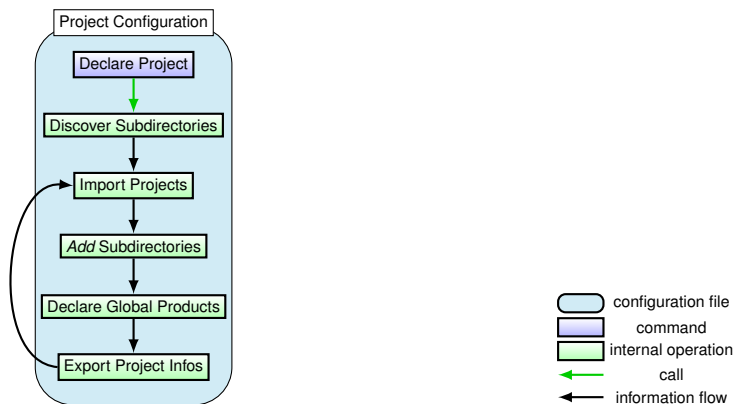 Project Configuration
Declare Project
Discover Subdirectories
Import Projects
Add Subdirectories
Declare Global Products
Export Project Infos
configuration file
command
internal operation
call
information flow